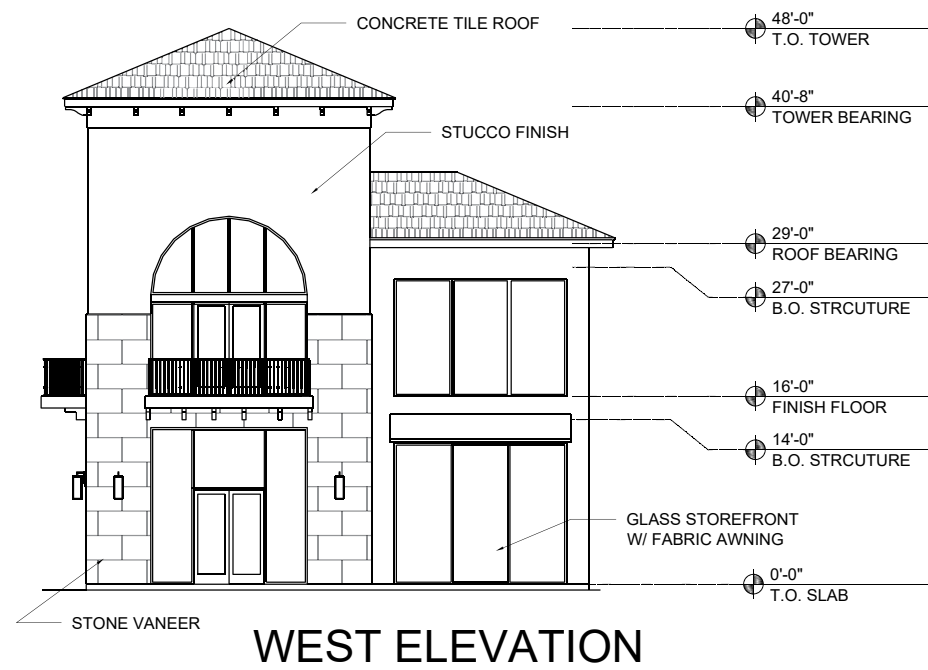 CONCRETE TILE ROOF
48'-0"
T.O. TOWER
40'-8"
TOWER BEARING
STUCCO FINISH
29'-0"
ROOF BEARING
27'-0"
B.O. STRCUTURE
16'-0"
FINISH FLOOR
14'-0"
B.O. STRCUTURE
GLASS STOREFRONT
W/ FABRIC AWNING
0'-0"
T.O. SLAB
STONE VANEER
WEST ELEVATION